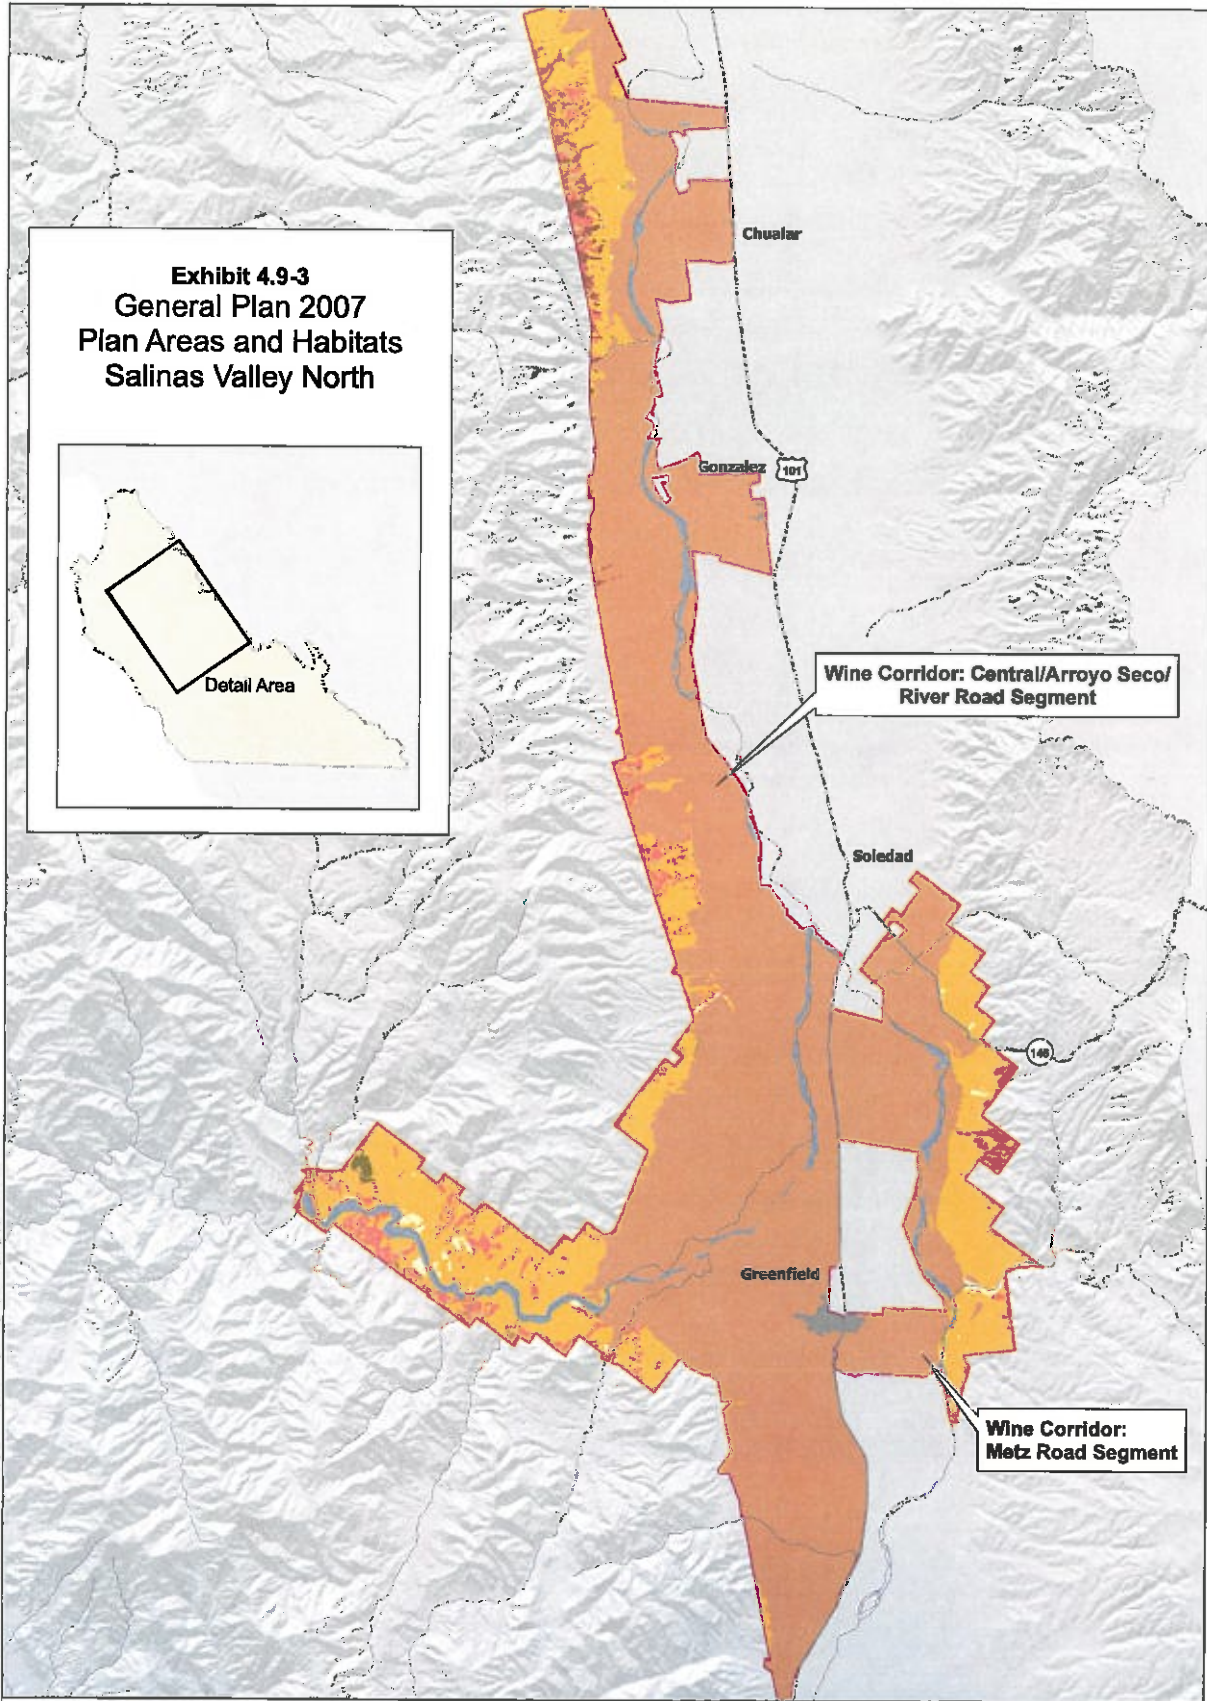 Exhibit 4.9-3
General Plan 2007
Plan Areas and Habitats
Salinas Valley North
Detail Area
Chualar
Gonzalez
101
Wine Corridor: Central/Arroyo Seco/
River Road Segment
Soledad
146
Greenfield
Wine Corridor:
Metz Road Segment